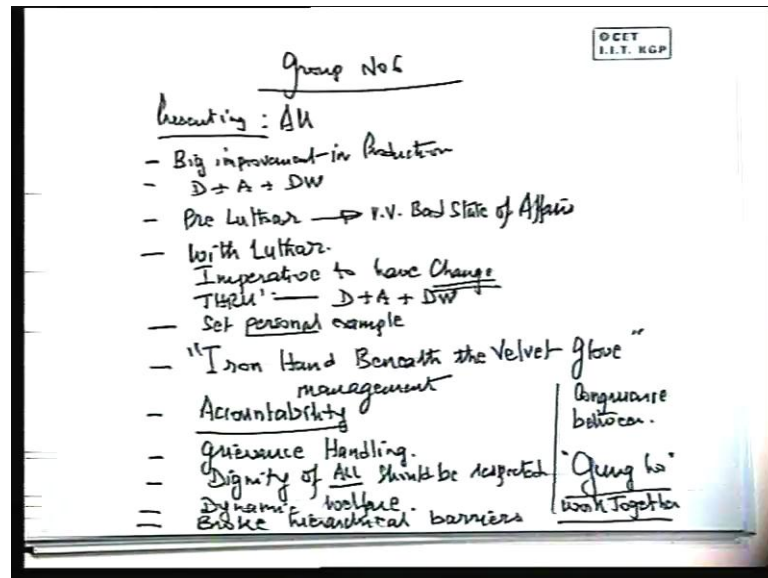 © CET
I.I.T. KGP
Group No 6
Presenting : All
- Big improvement in Production
- D + A + DW
- Pre Luthar → V.V. Bad State of Affairs
- With Luthar.
Imperative to have Change
THRU' — D + A + DW
- Set personal example
- "Iron Hand Beneath the Velvet glove"
management
- Accountability
- Grievance Handling.
- Dignity of ALL should be respected
- Dynamic welfare.
- Broke hierarchical barriers
Congruence
between.
"Gung ho"
Work Together